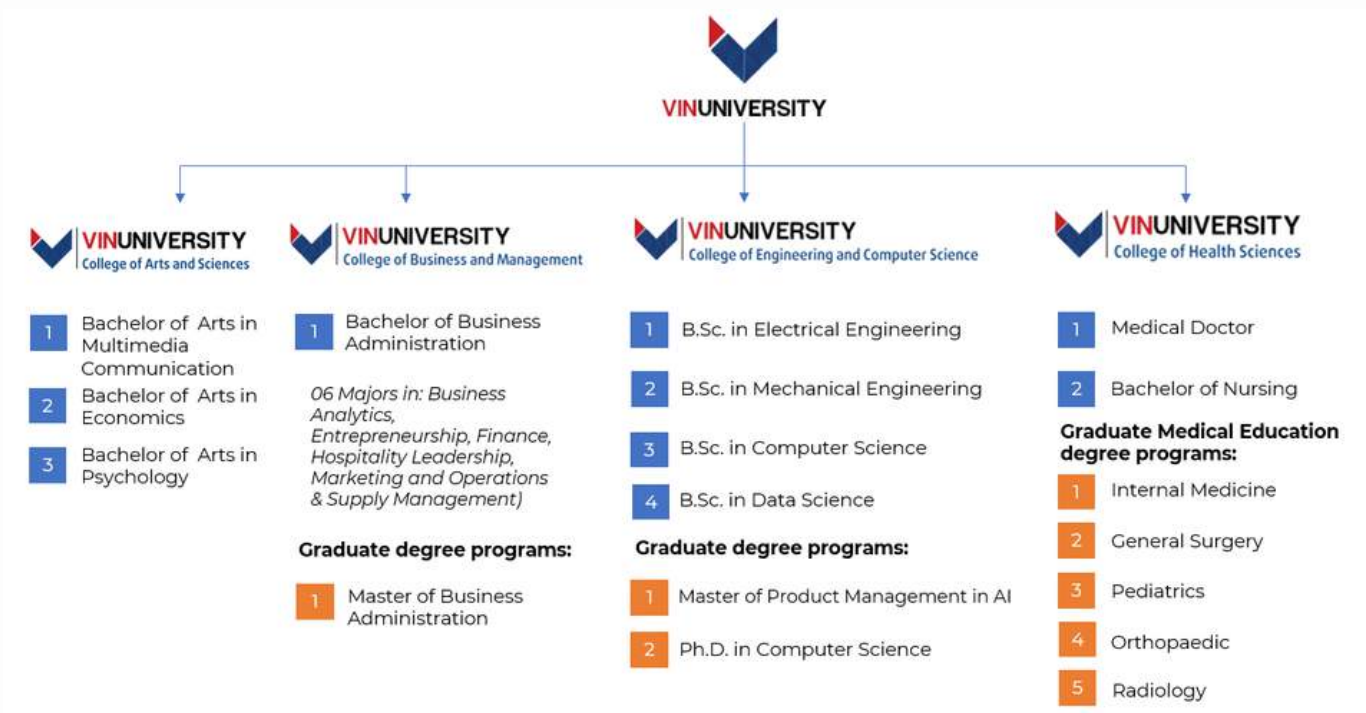 VINUNIVERSITY
VINUNIVERSITY
College of Arts and Sciences
1
Bachelor of Arts in
Multimedia
Communication
2
Bachelor of Arts in
Economics
3
Bachelor of Arts in
Psychology
VINUNIVERSITY
College of Business and Management
1
Bachelor of Business
Administration
06 Majors in: Business
Analytics,
Entrepreneurship, Finance,
Hospitality Leadership,
Marketing and Operations
& Supply Management)
Graduate degree programs:
1
Master of Business
Administration
VINUNIVERSITY
College of Engineering and Computer Science
1
B.Sc. in Electrical Engineering
2
B.Sc. in Mechanical Engineering
3
B.Sc. in Computer Science
4
B.Sc. in Data Science
Graduate degree programs:
1
Master of Product Management in AI
2
Ph.D. in Computer Science
VINUNIVERSITY
College of Health Sciences
1
Medical Doctor
2
Bachelor of Nursing
Graduate Medical Education
degree programs:
1
Internal Medicine
2
General Surgery
3
Pediatrics
4
Orthopaedic
5
Radiology